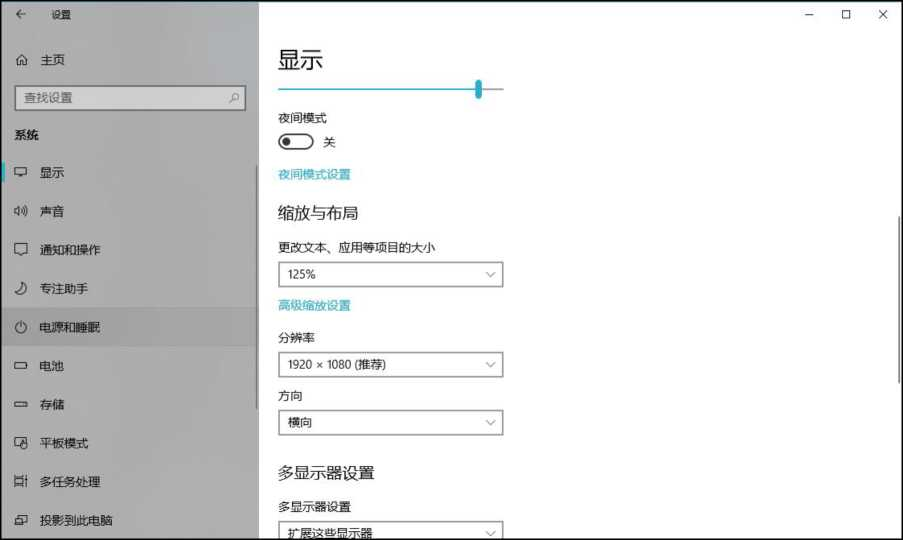 设置
主页
查找设置
系统
显示
声音
通知和操作
专注助手
电源和睡眠
电池
存储
平板模式
多任务处理
投影到此电脑
显示
夜间模式
关
夜间模式设置
缩放与布局
更改文本、应用等项目的大小
125%
高级缩放设置
分辨率
1920 × 1080 (推荐)
方向
横向
多显示器设置
多显示器设置
扩展这些显示器